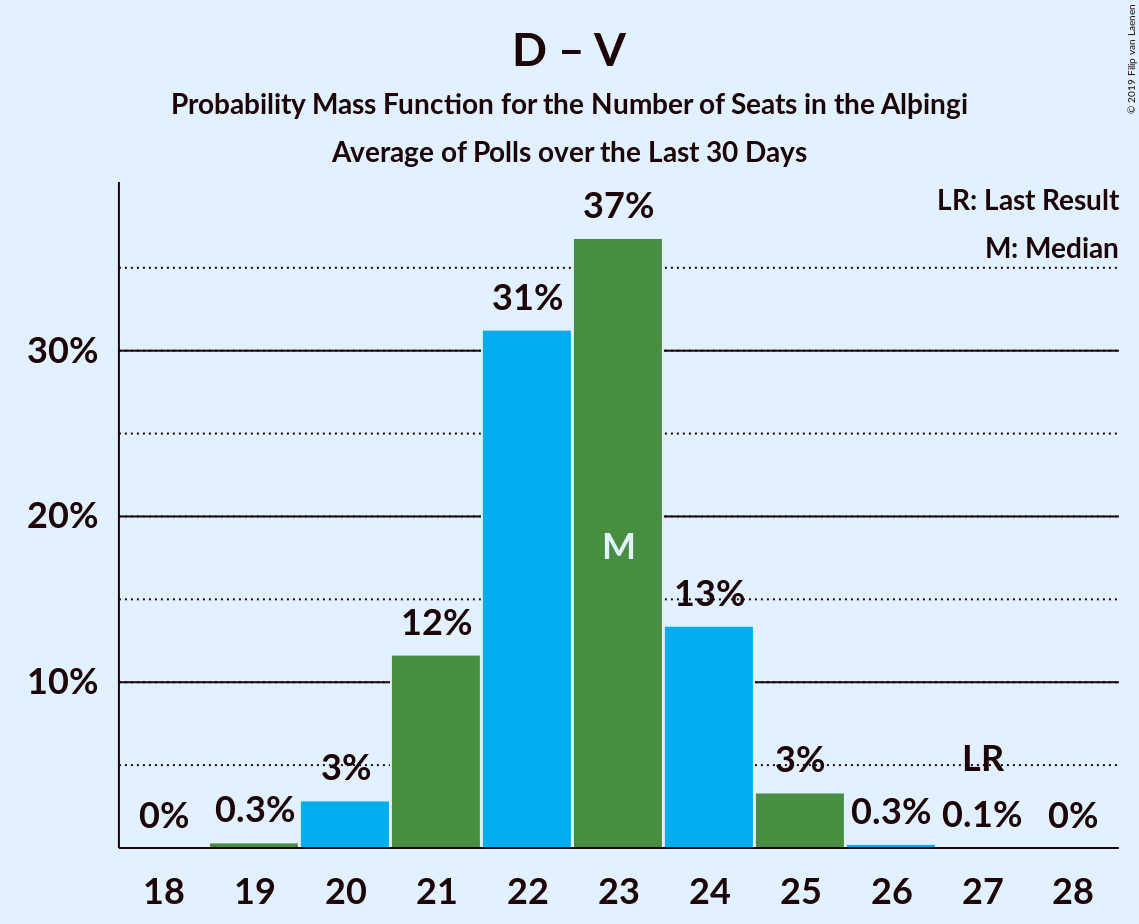 D – V
Probability Mass Function for the Number of Seats in the Alþingi
Average of Polls over the Last 30 Days
© 2019 Filip van Laenen
LR: Last Result
M: Median
37%
31%
30%
20%
M
13%
12%
10%
3%
3%
LR
0%
0.3%
0.3%
0.1%
0%
18 19 20 21 22 23 24 25 26 27 28